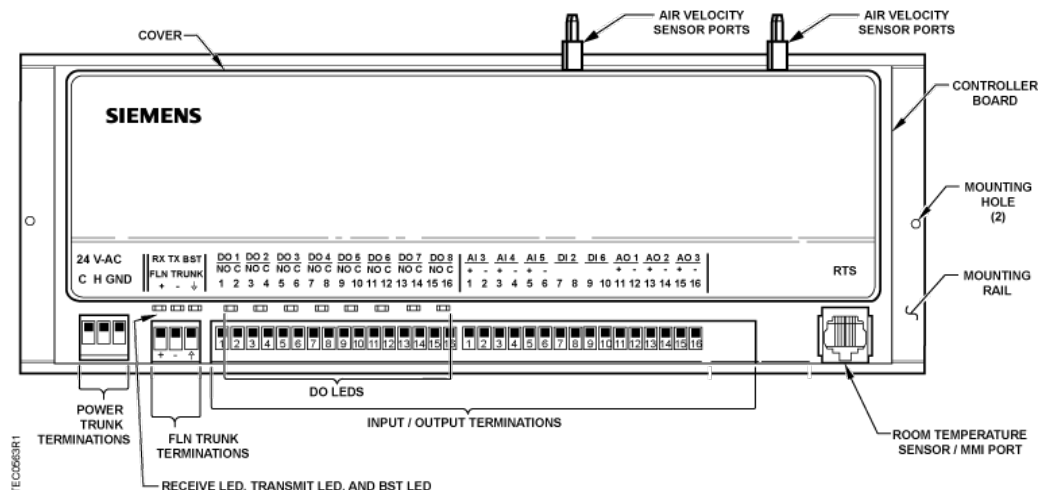 AIR VELOCITY
SENSOR PORTS
AIR VELOCITY
SENSOR PORTS
COVER
CONTROLLER
BOARD
SIEMENS
MOUNTING
HOLE
(2)
24 V-AC
C H GND
RX TX BST
FLN TRUNK
+ -
DO 1 DO 2 DO 3 DO 4 DO 5 DO 6 DO 7 DO 8
NO C NO C NO C NO C NO C NO C NO C NO C
1 2 3 4 5 6 7 8 9 10 11 12 13 14 15 16
AI 3 AI 4 AI 5 DI 2 DI 6 AO 1 AO 2 AO 3
+ - + - + - + - + - + -
1 2 3 4 5 6 7 8 9 10 11 12 13 14 15 16
RTS
MOUNTING
RAIL
1 2 3 4 5 6 7 8 9 10 11 12 13 14 15 16 1 2 3 4 5 6 7 8 9 10 11 12 13 14 15 16
+ -
DO LEDS
POWER
TRUNK
TERMINATIONS
FLN TRUNK
TERMINATIONS
INPUT / OUTPUT TERMINATIONS
ROOM TEMPERATURE
SENSOR / MMI PORT
TEC0563R1
RECEIVE LED, TRANSMIT LED, AND BST LED